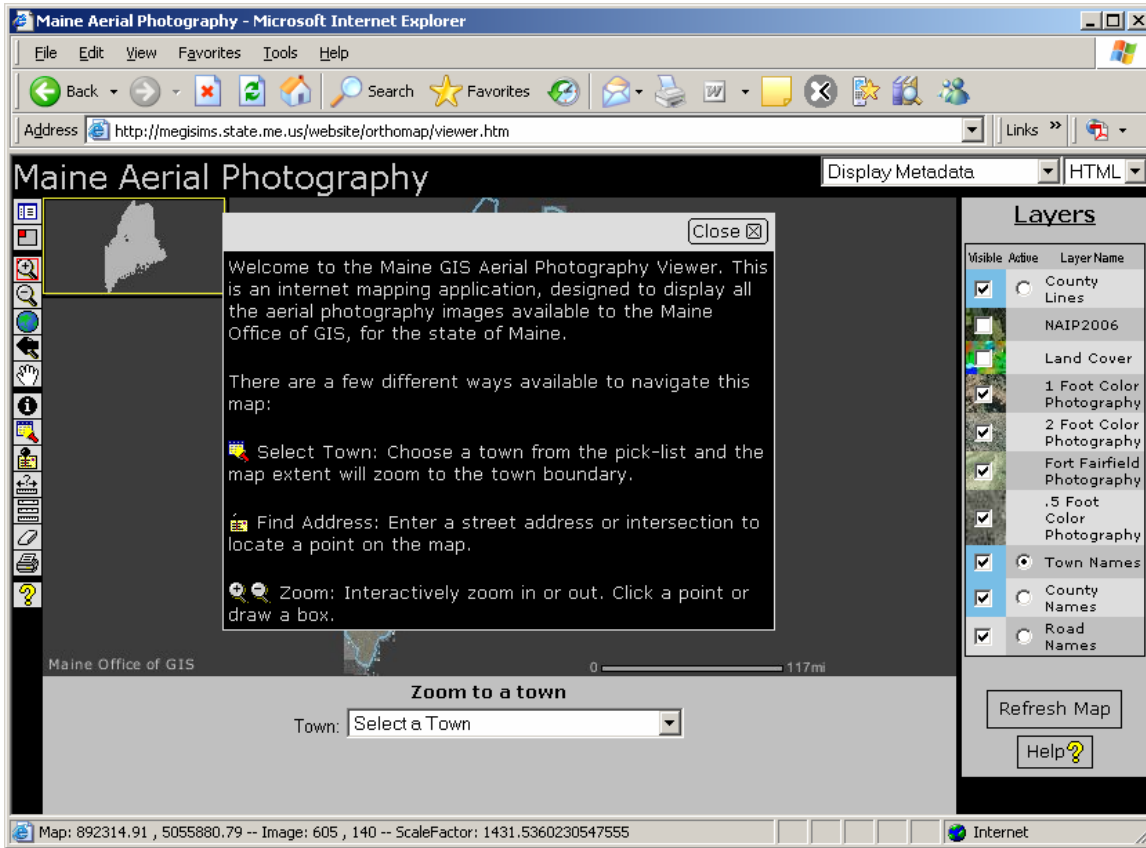 Maine Aerial Photography - Microsoft Internet Explorer
File Edit View Favorites Tools Help
Back Search Favorites W
Address http://megisims.state.me.us/website/orthomap/viewer.htm Links »
Maine Aerial Photography
Display Metadata HTML
Close
Welcome to the Maine GIS Aerial Photography Viewer. This
is an internet mapping application, designed to display all
the aerial photography images available to the Maine
Office of GIS, for the state of Maine.
There are a few different ways available to navigate this
map:
Select Town: Choose a town from the pick-list and the
map extent will zoom to the town boundary.
Find Address: Enter a street address or intersection to
locate a point on the map.
Zoom: Interactively zoom in or out. Click a point or
draw a box.
Maine Office of GIS
0 117mi
Zoom to a town
Town: Select a Town
Layers
Visible Active Layer Name
County
Lines
NAIP2006
Land Cover
1 Foot Color
Photography
2 Foot Color
Photography
Fort Fairfield
Photography
.5 Foot
Color
Photography
Town Names
County
Names
Road
Names
Refresh Map
Help?
Map: 892314.91 , 5055880.79 -- Image: 605 , 140 -- ScaleFactor: 1431.5360230547555
Internet